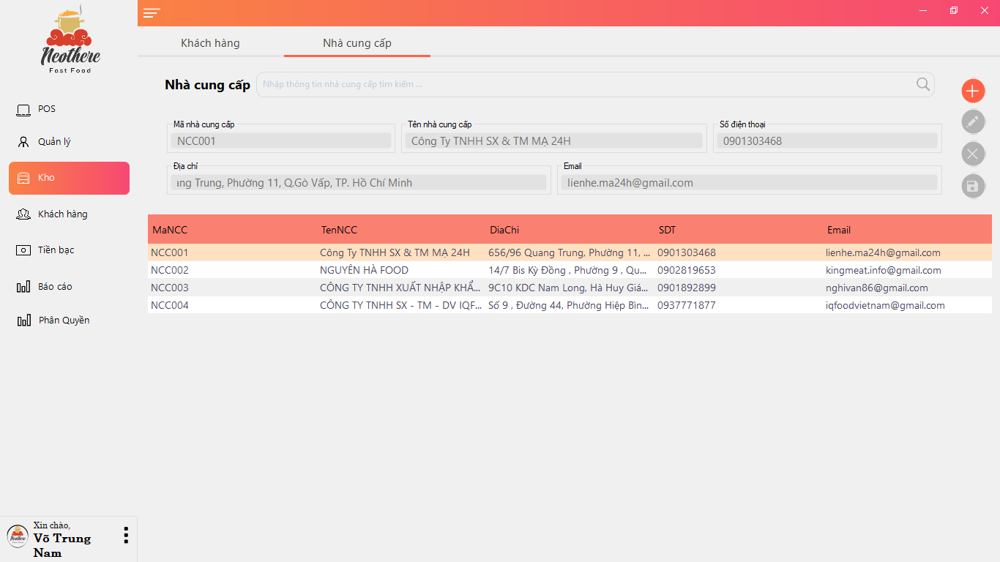 Neothere
Fast Food
POS
Quản lý
Kho
Khách hàng
Tiền bạc
Báo cáo
Phân Quyền
Xin chào,
Võ Trung
Nam
Khách hàng
Nhà cung cấp
Nhà cung cấp
Nhập thông tin nhà cung cấp tìm kiếm ...
Mã nhà cung cấp
NCC001
Tên nhà cung cấp
Công Ty TNHH SX & TM MẠ 24H
Số điện thoại
0901303468
Địa chỉ
ang Trung, Phường 11, Q.Gò Vấp, TP. Hồ Chí Minh
Email
lienhe.ma24h@gmail.com
MaNCC TenNCC DiaChi SDT Email
NCC001 Công Ty TNHH SX & TM MẠ 24H 656/96 Quang Trung, Phường 11, ... 0901303468 lienhe.ma24h@gmail.com
NCC002 NGUYÊN HÀ FOOD 14/7 Bis Kỳ Đồng , Phường 9 , Qu... 0902819653 kingmeat.info@gmail.com
NCC003 CÔNG TY TNHH XUẤT NHẬP KHẨ... 9C10 KDC Nam Long, Hà Huy Giá... 0901892899 nghivan86@gmail.com
NCC004 CÔNG TY TNHH SX - TM - DV IQF... Số 9 , Đường 44, Phường Hiệp Bìn... 0937771877 iqfoodvietnam@gmail.com